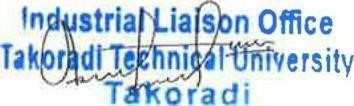 Industrial Liaison Office
Takoradi Technical University
Takoradi